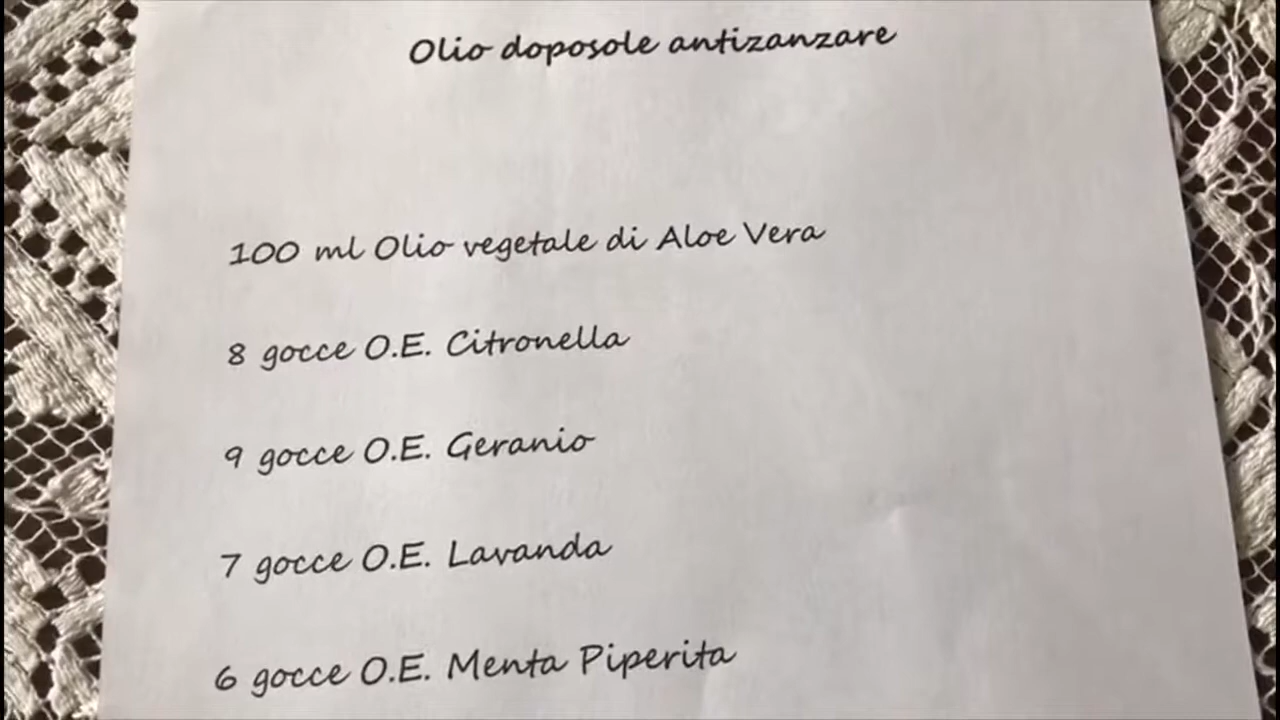 Olio doposole antizanzare
100 ml Olio vegetale di Aloe Vera
8 gocce O.E. Citronella
9 gocce O.E. Geranio
7 gocce O.E. Lavanda
6 gocce O.E. Menta Piperita